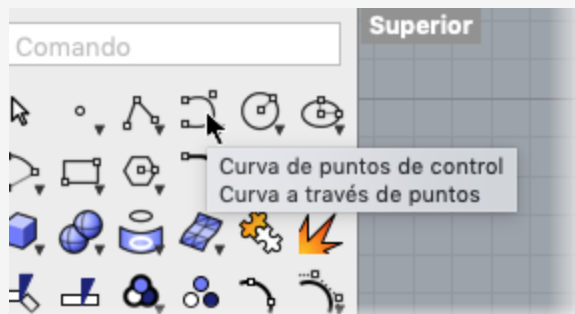 Superior
Comando
Curva de puntos de control
Curva a través de puntos